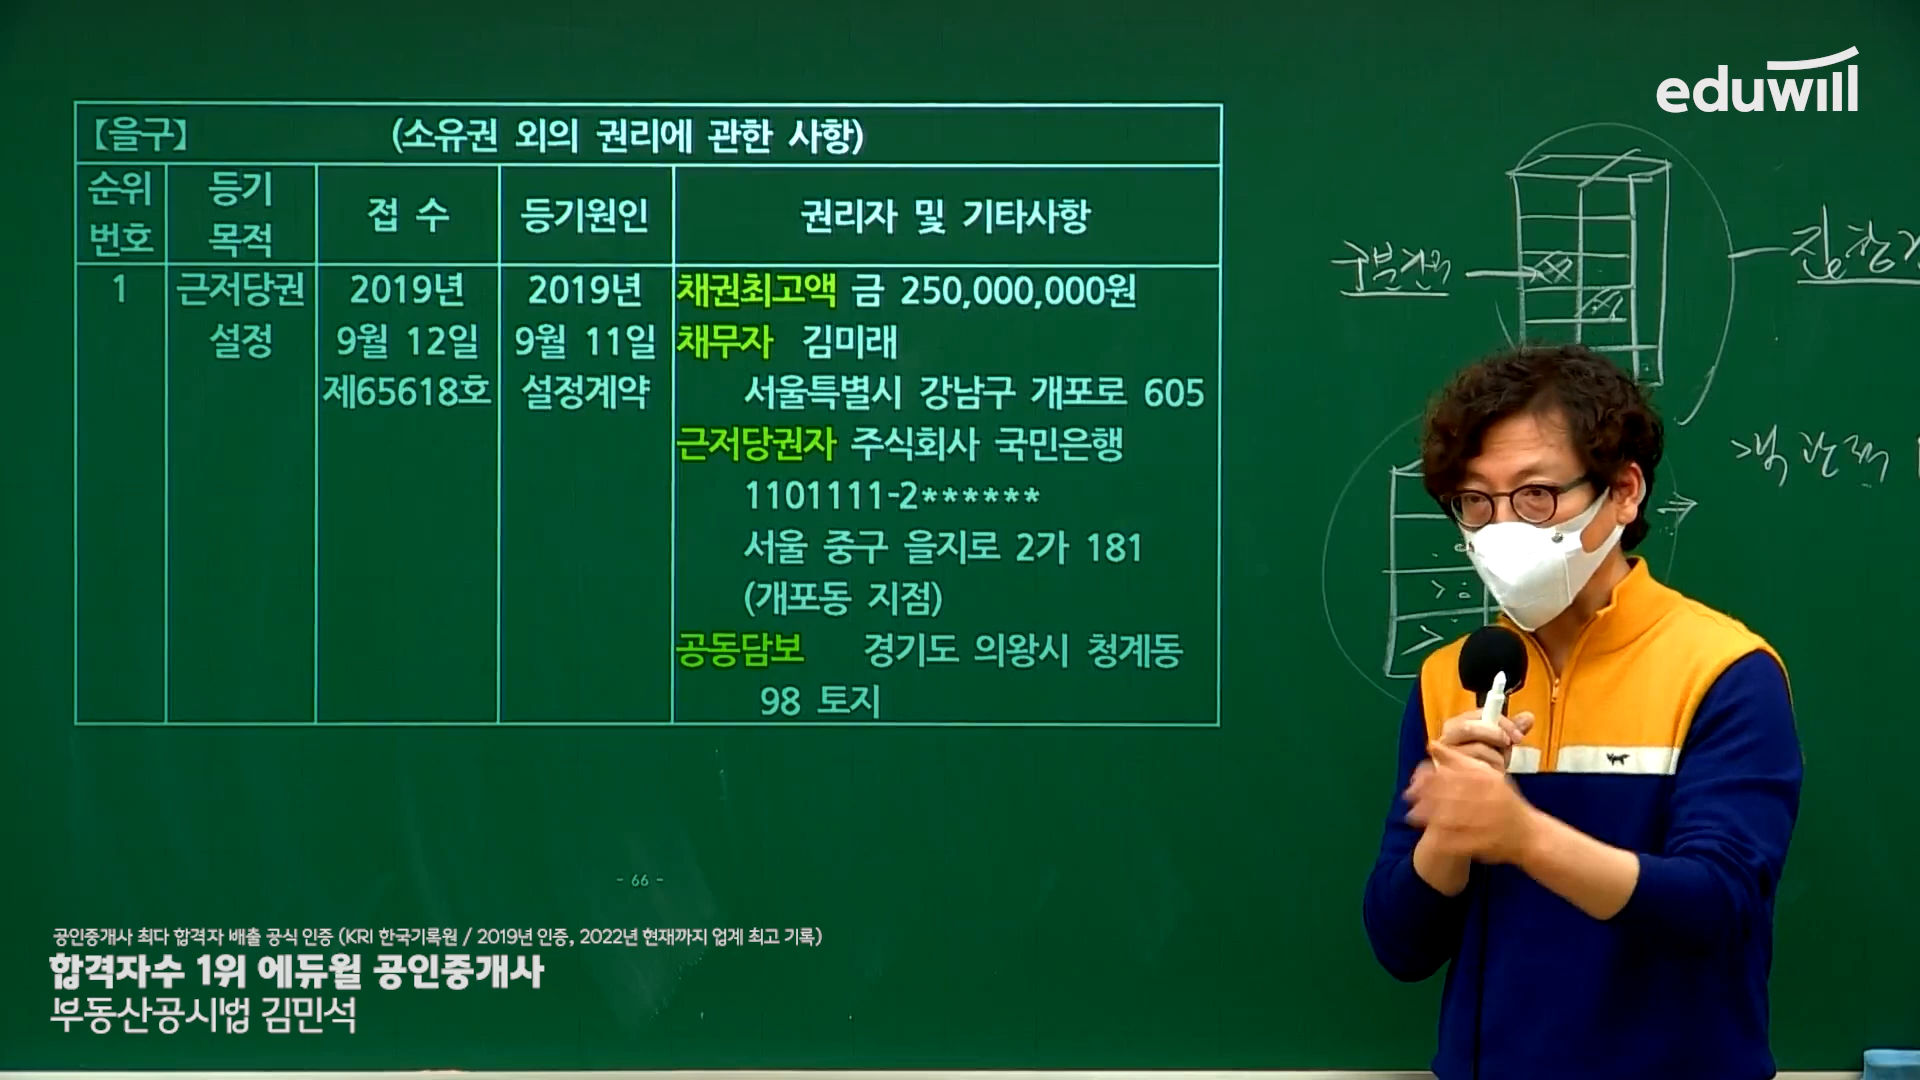 eduwill
【을구】 (소유권 외의 권리에 관한 사항)
순위번호 등기목적 접 수 등기원인 권리자 및 기타사항
1 근저당권설정 2019년 9월 12일 제65618호 2019년 9월 11일 설정계약
채권최고액 금 250,000,000원
채무자 김미래
서울특별시 강남구 개포로 605
근저당권자 주식회사 국민은행
1101111-2******
서울 중구 을지로 2가 181
(개포동 지점)
공동담보 경기도 의왕시 청계동
98 토지
구분건물
- 66 -
공인중개사 최다 합격자 배출 공식 인증 (KRI 한국기록원 / 2019년 인증, 2022년 현재까지 업계 최고 기록)
합격자수 1위 에듀윌 공인중개사
부동산공시법 김민석